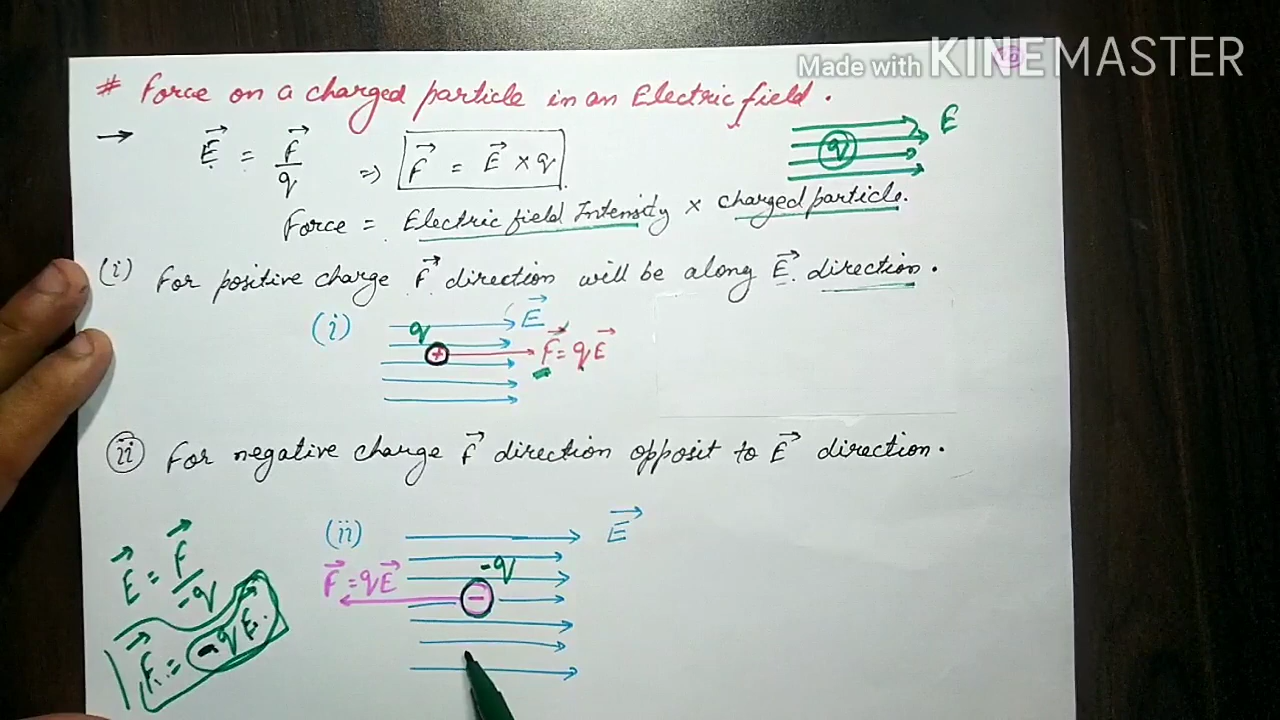 Made with KINEMASTER
# Force on a charged particle in an Electric field.
→ E⃗ = F⃗/q ⇒ F⃗ = E⃗ × q
q E
Force = Electric field Intensity × charged particle.
(i) For positive charge F⃗ direction will be along E⃗ direction.
(i) q E⃗
+ F⃗ = qE⃗
(ii) For negative charge F⃗ direction opposit to E⃗ direction.
(ii) E⃗
-q
F⃗ = qE⃗ −
E⃗ = F⃗/-q
F⃗ = -qE⃗.